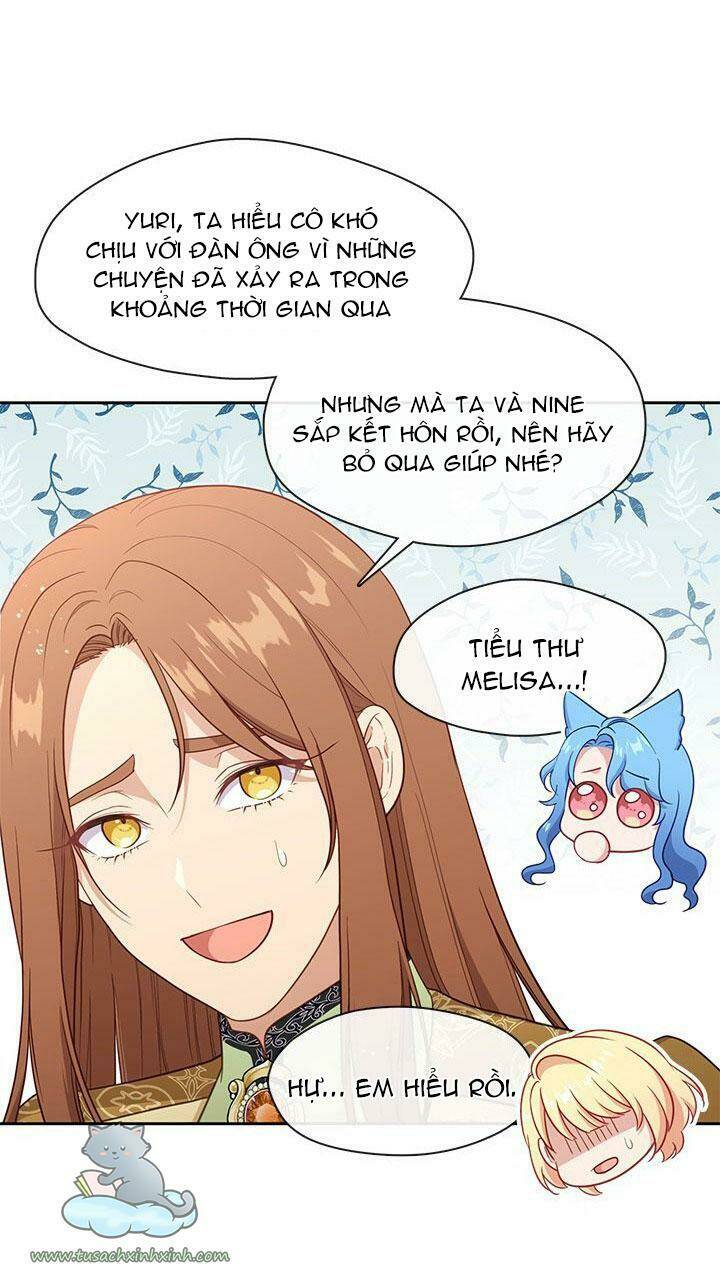 YURI, TA HIỂU CÔ KHÓ
CHỊU VỚI ĐÀN ÔNG VÌ NHỮNG
CHUYỆN ĐÃ XẢY RA TRONG
KHOẢNG THỜI GIAN QUA
NHƯNG MÀ TA VÀ NINE
SẮP KẾT HÔN RỒI, NÊN HÃY
BỎ QUA GIÚP NHÉ?
TIỂU THƯ
MELISA...!
HỰ... EM HIỂU RỒI.
www.tusachxinhxinh.com